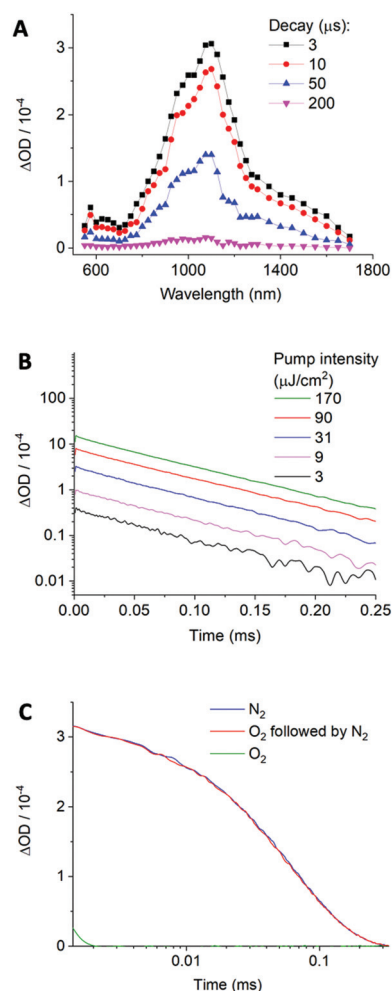 A
Decay (μs):
3
10
50
200
3
2
1
0
ΔOD / 10⁻⁴
600
1000
1400
1800
Wavelength (nm)
B
Pump intensity
(μJ/cm²)
170
90
31
9
3
100
10
1
0.1
0.01
ΔOD / 10⁻⁴
0.00
0.05
0.10
0.15
0.20
0.25
Time (ms)
C
N₂
O₂ followed by N₂
O₂
3
2
1
0
ΔOD / 10⁻⁴
0.01
0.1
Time (ms)